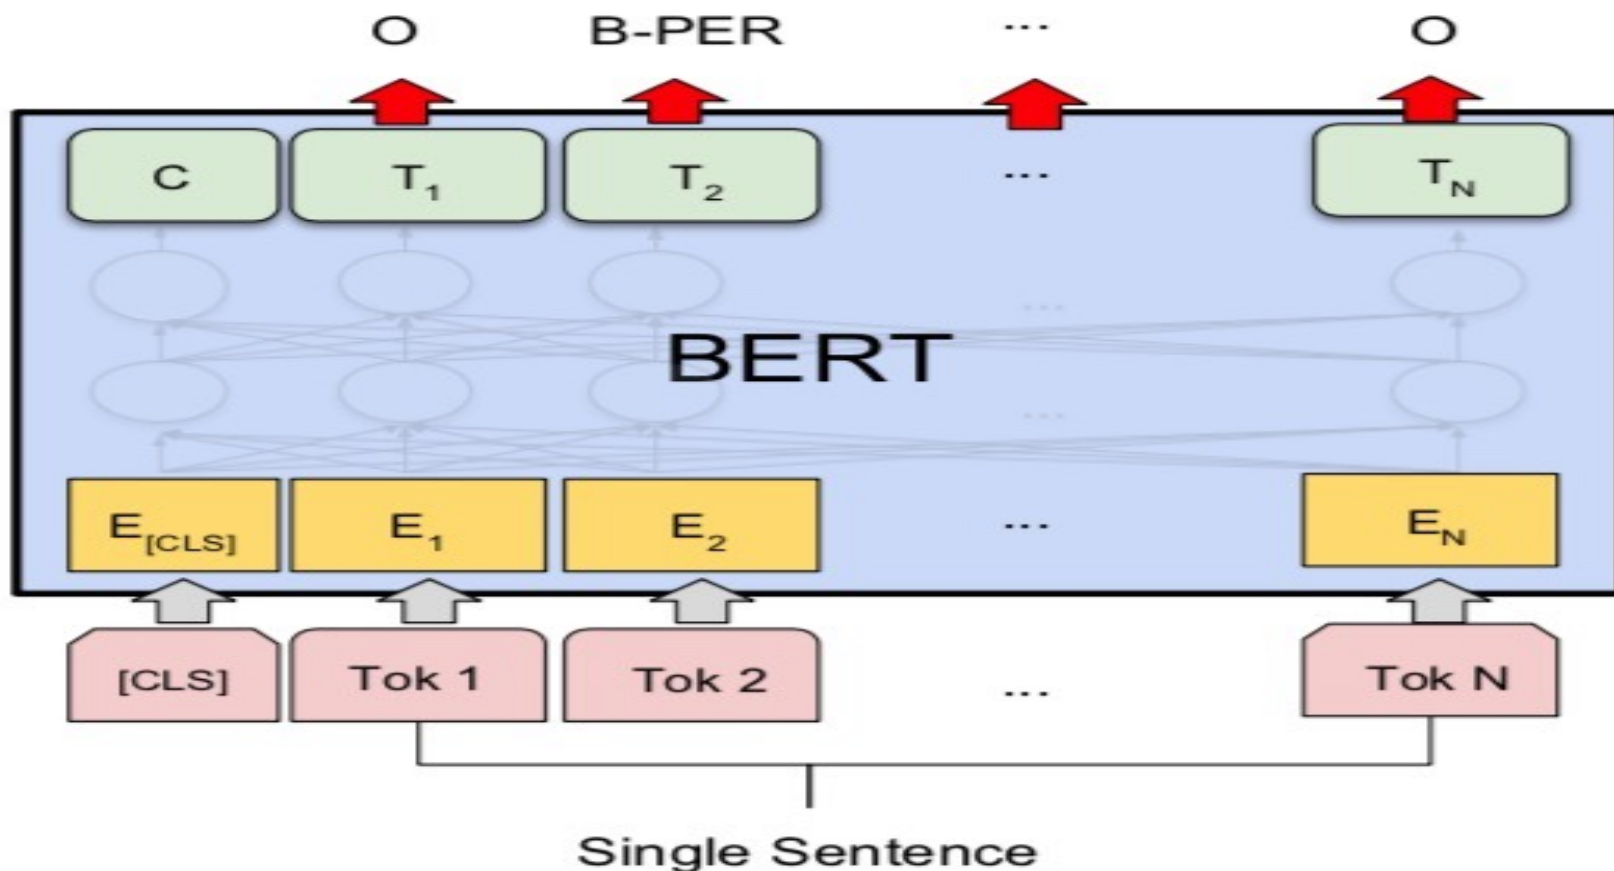 O B-PER ... O
C T1 T2 ... TN
...
BERT
...
E[CLS] E1 E2 ... EN
[CLS] Tok 1 Tok 2 ... Tok N
Single Sentence